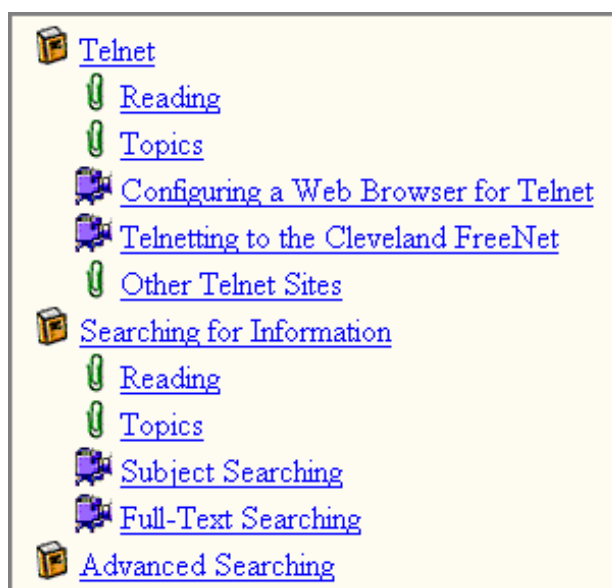 Telnet
Reading
Topics
Configuring a Web Browser for Telnet
Telnetting to the Cleveland FreeNet
Other Telnet Sites
Searching for Information
Reading
Topics
Subject Searching
Full-Text Searching
Advanced Searching